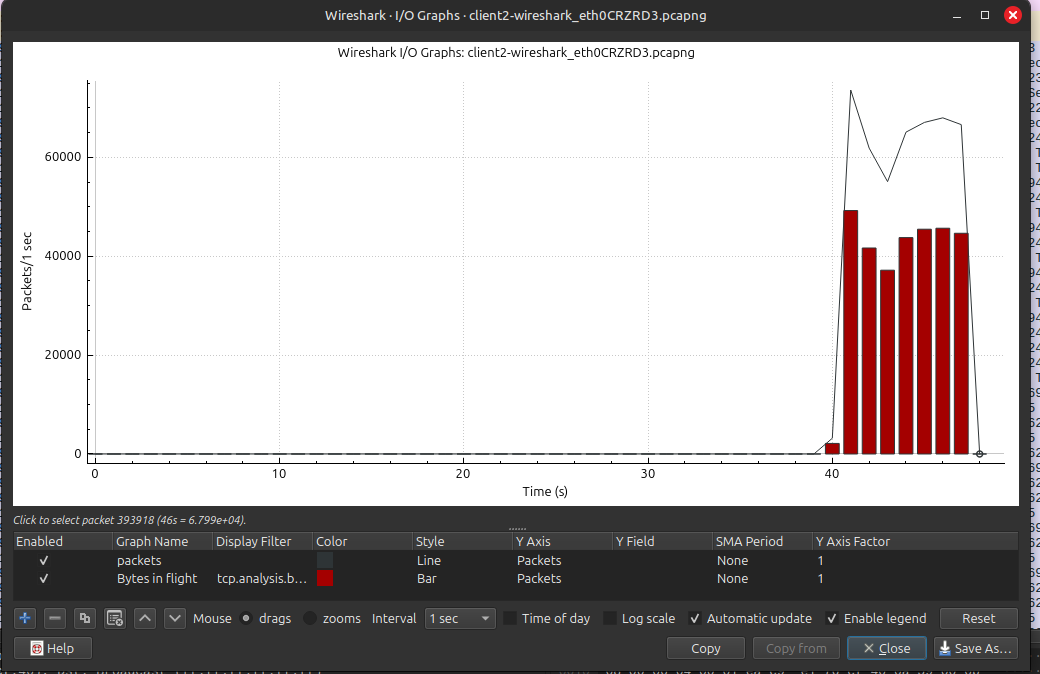 Wireshark · I/O Graphs · client2-wireshark_eth0CRZRD3.pcapng
Wireshark I/O Graphs: client2-wireshark_eth0CRZRD3.pcapng
Packets/1 sec
60000
40000
20000
0
0 10 20 30 40
Time (s)
Click to select packet 393918 (46s = 6.799e+04).
Enabled Graph Name Display Filter Color Style Y Axis Y Field SMA Period Y Axis Factor
✓ packets Line Packets None 1
✓ Bytes in flight tcp.analysis.b… Bar Packets None 1
Mouse drags zooms Interval 1 sec Time of day Log scale ✓ Automatic update ✓ Enable legend Reset
Help Copy Copy from Close Save As…